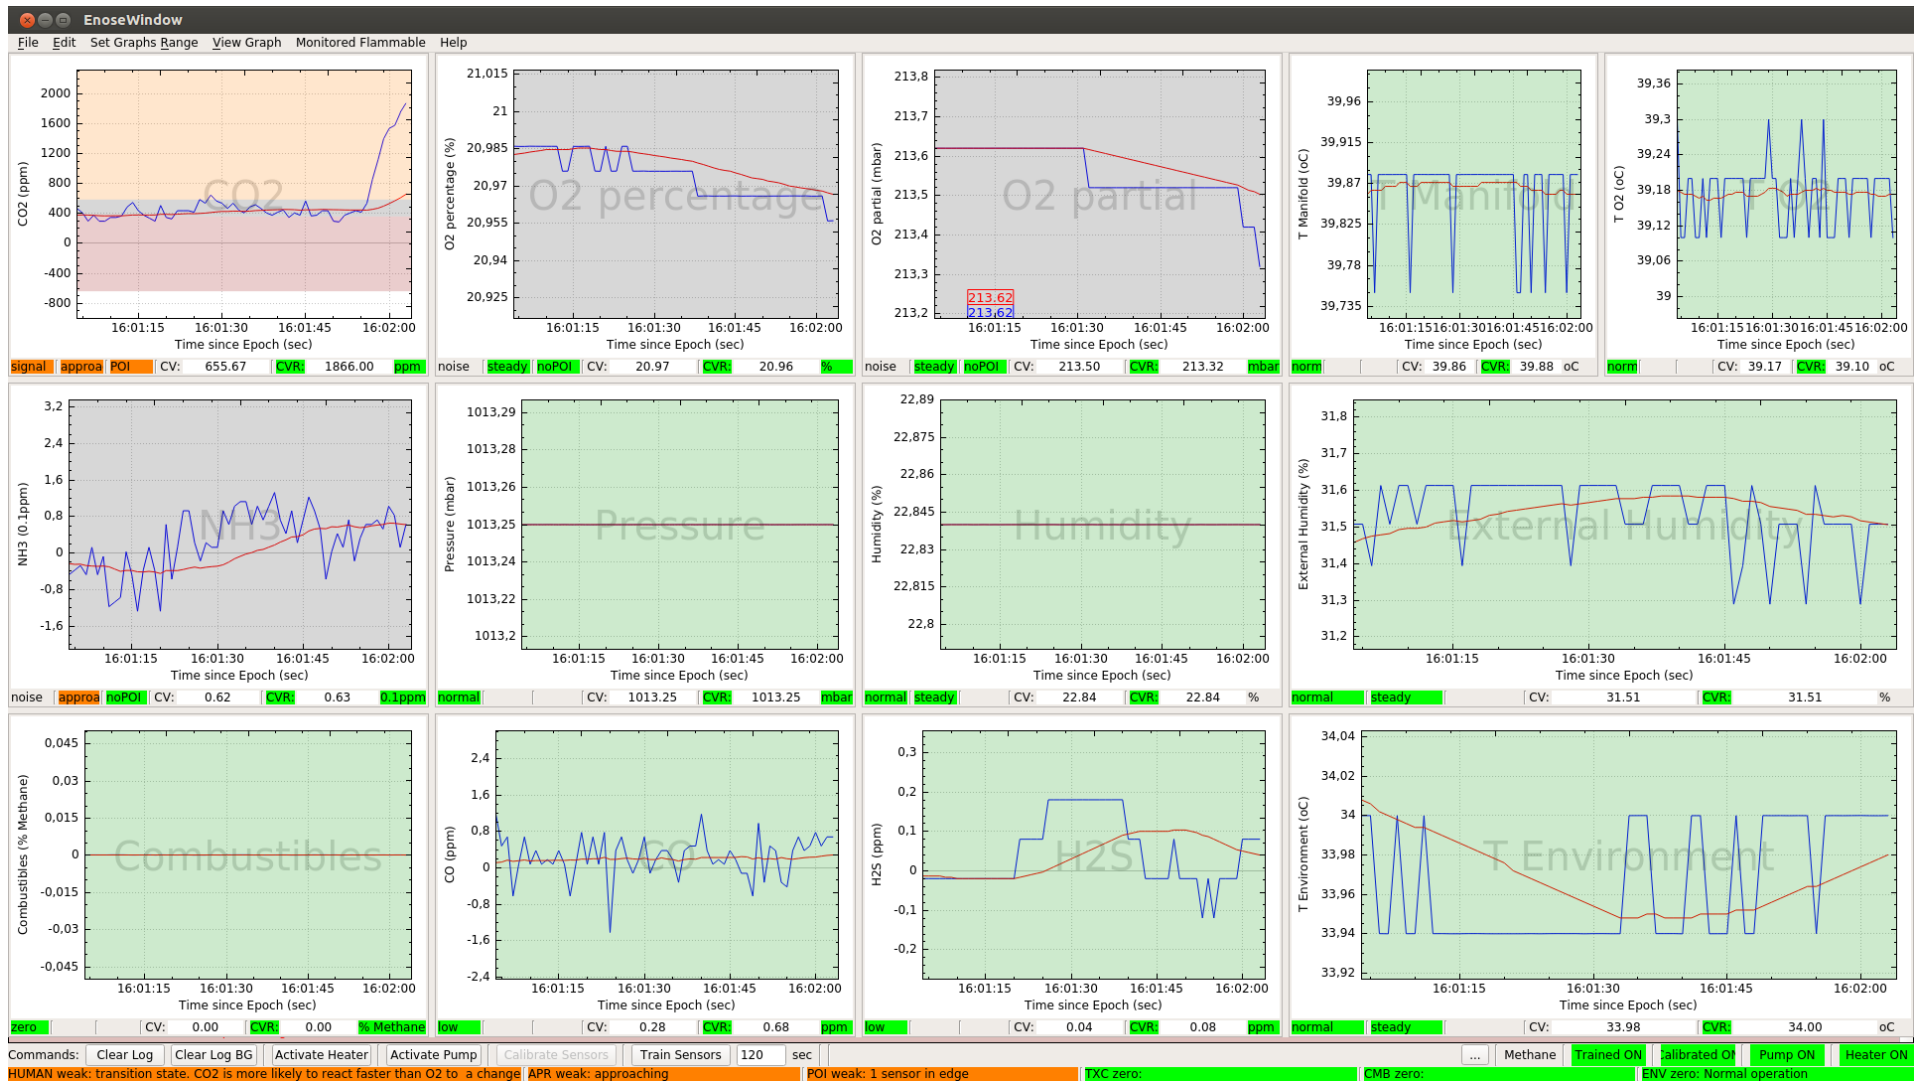 EnoseWindow
File Edit Set Graphs Range View Graph Monitored Flammable Help
CO2
CO2 (ppm)
2000
1600
1200
800
400
0
-400
-800
16:01:15 16:01:30 16:01:45 16:02:00
Time since Epoch (sec)
signal approa POI CV: 655.67 CVR: 1866.00 ppm
O2 percentage
O2 percentage (%)
21,015
21
20,985
20,97
20,955
20,94
20,925
16:01:15 16:01:30 16:01:45 16:02:00
Time since Epoch (sec)
noise steady noPOI CV: 20.97 CVR: 20.96 %
O2 partial
O2 partial (mbar)
213,8
213,7
213,6
213,5
213,4
213,3
213,2
213.62
213.62
16:01:15 16:01:30 16:01:45 16:02:00
Time since Epoch (sec)
noise steady noPOI CV: 213.50 CVR: 213.32 mbar
T Manifold
T Manifold (oC)
39,96
39,915
39,87
39,825
39,78
39,735
16:01:15 16:01:30 16:01:45 16:02:00
Time since Epoch (sec)
norm CV: 39.86 CVR: 39.88 oC
T O2
T O2 (oC)
39,36
39,3
39,24
39,18
39,12
39,06
39
16:01:15 16:01:30 16:01:45 16:02:00
Time since Epoch (sec)
norm CV: 39.17 CVR: 39.10 oC
NH3
NH3 (0.1ppm)
3,2
2,4
1,6
0,8
0
-0,8
-1,6
16:01:15 16:01:30 16:01:45 16:02:00
Time since Epoch (sec)
noise approa noPOI CV: 0.62 CVR: 0.63 0.1ppm
Pressure
Pressure (mbar)
1013,29
1013,28
1013,26
1013,25
1013,24
1013,22
1013,2
16:01:15 16:01:30 16:01:45 16:02:00
Time since Epoch (sec)
normal CV: 1013.25 CVR: 1013.25 mbar
Humidity
Humidity (%)
22,89
22,875
22,86
22,845
22,83
22,815
22,8
16:01:15 16:01:30 16:01:45 16:02:00
Time since Epoch (sec)
normal steady CV: 22.84 CVR: 22.84 %
External Humidity
External Humidity (%)
31,8
31,7
31,6
31,5
31,4
31,3
31,2
16:01:15 16:01:30 16:01:45 16:02:00
Time since Epoch (sec)
normal steady CV: 31.51 CVR: 31.51 %
Combustibles
Combustibles (% Methane)
0,045
0,03
0,015
0
-0,015
-0,03
-0,045
16:01:15 16:01:30 16:01:45 16:02:00
Time since Epoch (sec)
zero CV: 0.00 CVR: 0.00 % Methane
CO
CO (ppm)
2,4
1,6
0,8
0
-0,8
-1,6
-2,4
16:01:15 16:01:30 16:01:45 16:02:00
Time since Epoch (sec)
low CV: 0.28 CVR: 0.68 ppm
H2S
H2S (ppm)
0,3
0,2
0,1
0
-0,1
-0,2
16:01:15 16:01:30 16:01:45 16:02:00
Time since Epoch (sec)
low CV: 0.04 CVR: 0.08 ppm
T Environment
T Environment (oC)
34,04
34,02
34
33,98
33,96
33,94
33,92
16:01:15 16:01:30 16:01:45 16:02:00
Time since Epoch (sec)
normal steady CV: 33.98 CVR: 34.00 oC
Commands: Clear Log Clear Log BG Activate Heater Activate Pump Calibrate Sensors Train Sensors 120 sec ... Methane Trained ON Calibrated ON Pump ON Heater ON
HUMAN weak: transition state. CO2 is more likely to react faster than O2 to a change APR weak: approaching POI weak: 1 sensor in edge TXC zero: CMB zero: ENV zero: Normal operation